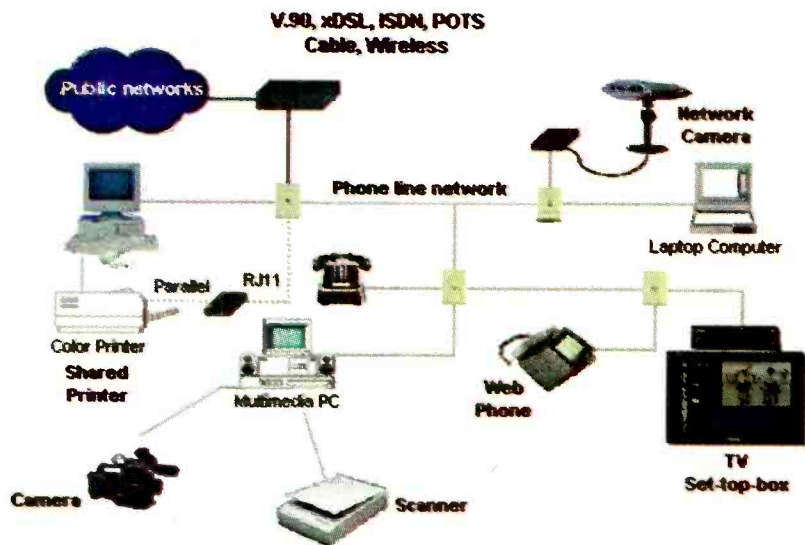 V.90, xDSL, ISDN, POTS
Cable, Wireless
Public networks
Network
Camera
Phone line network
Laptop Computer
Parallel
RJ11
Color Printer
Shared
Printer
Multimedia PC
Web
Phone
TV
Set-top-box
Camera
Scanner